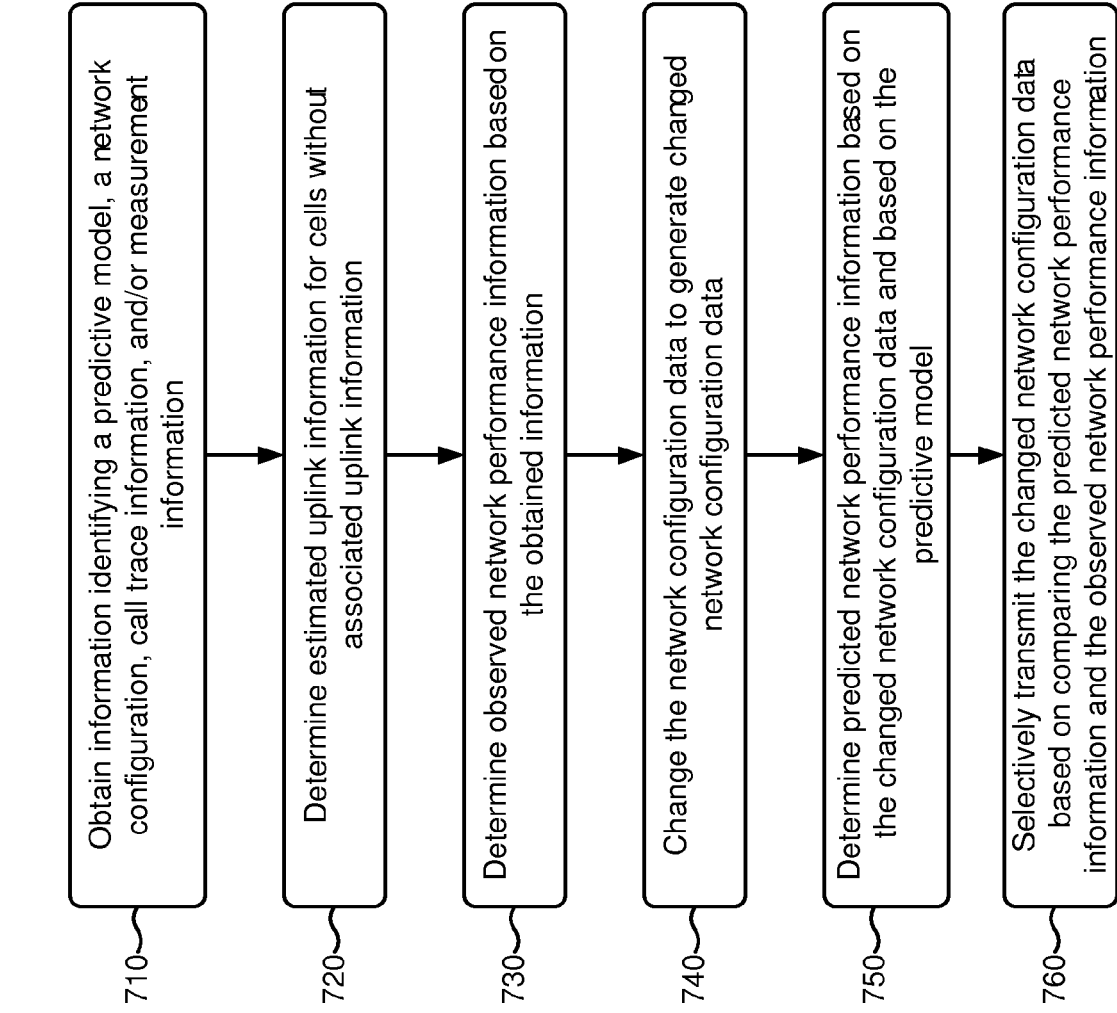 710
Obtain information identifying a predictive model, a network
configuration, call trace information, and/or measurement
information
720
Determine estimated uplink information for cells without
associated uplink information
730
Determine observed network performance information based on
the obtained information
740
Change the network configuration data to generate changed
network configuration data
750
Determine predicted network performance information based on
the changed network configuration data and based on the
predictive model
760
Selectively transmit the changed network configuration data
based on comparing the predicted network performance
information and the observed network performance information